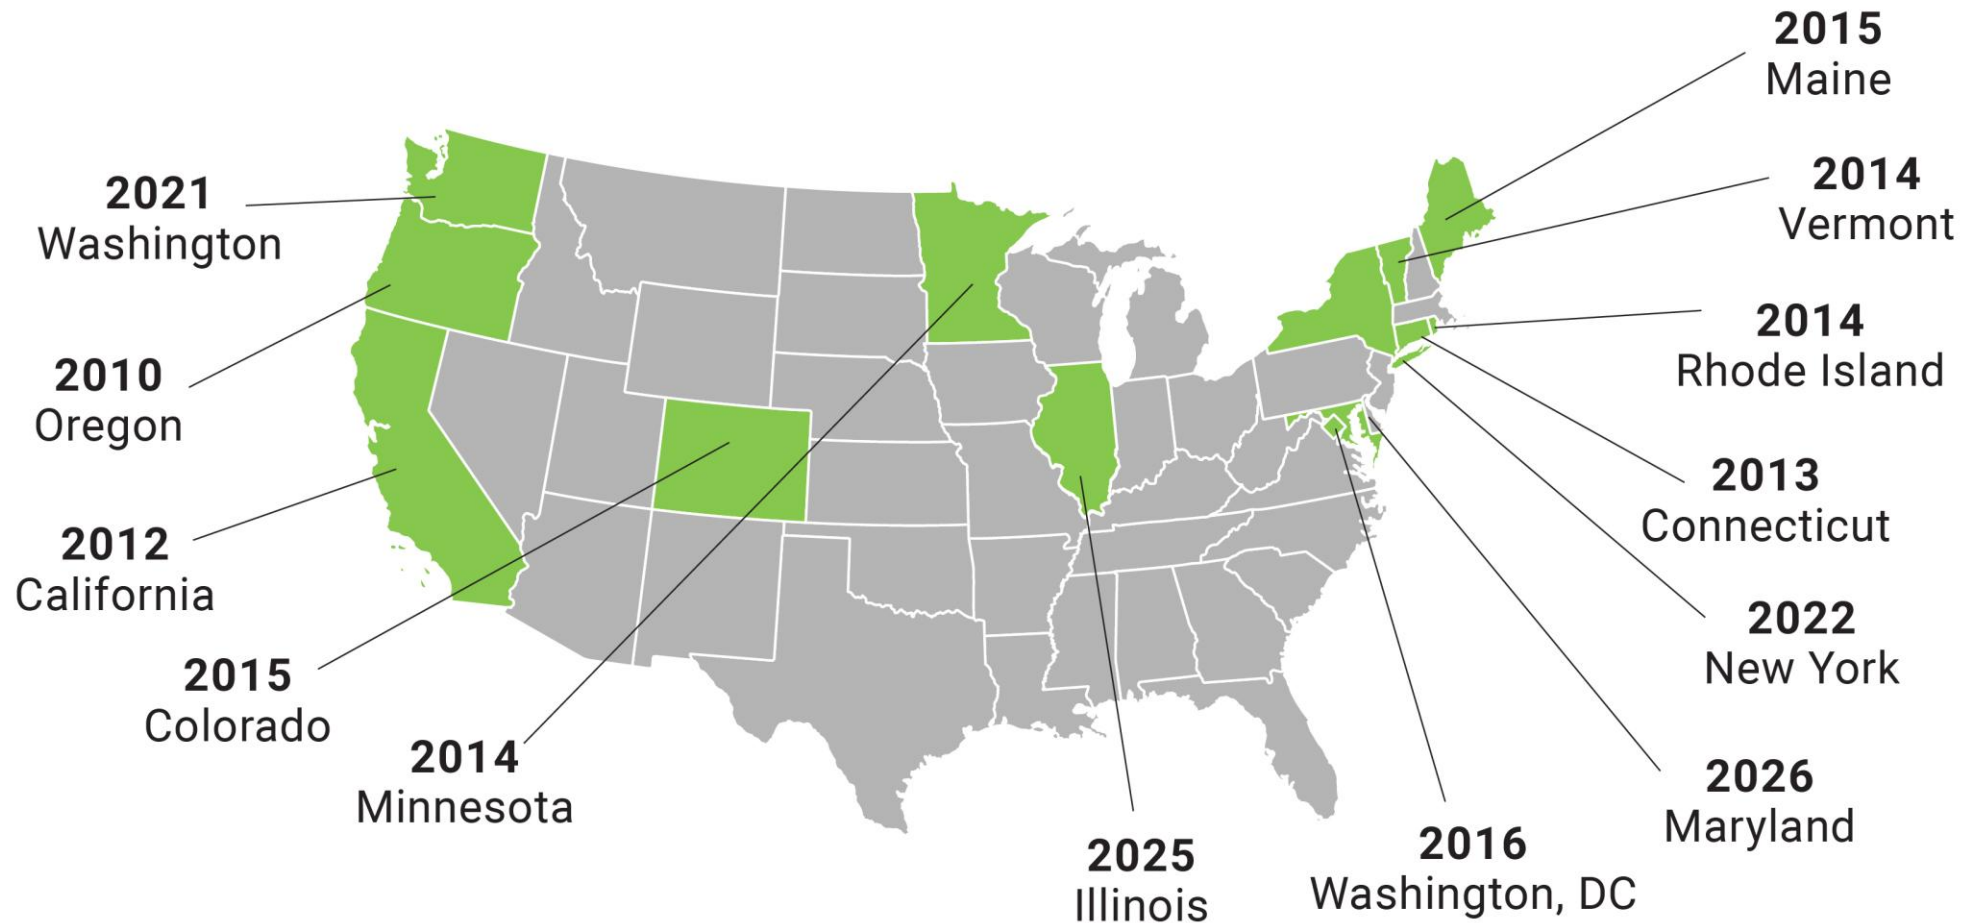 2015
Maine
2014
Vermont
2021
Washington
2014
Rhode Island
2010
Oregon
2013
Connecticut
2012
California
2022
New York
2015
Colorado
2014
Minnesota
2026
Maryland
2025
Illinois
2016
Washington, DC